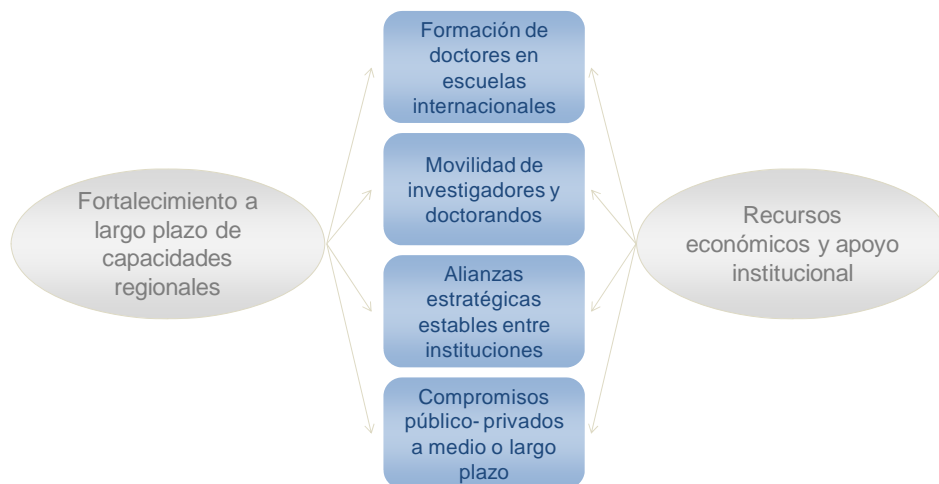 Formación de
doctores en
escuelas
internacionales
Movilidad de
investigadores y
doctorandos
Fortalecimiento a
largo plazo de
capacidades
regionales
Recursos
económicos y apoyo
institucional
Alianzas
estratégicas
estables entre
instituciones
Compromisos
público- privados
a medio o largo
plazo